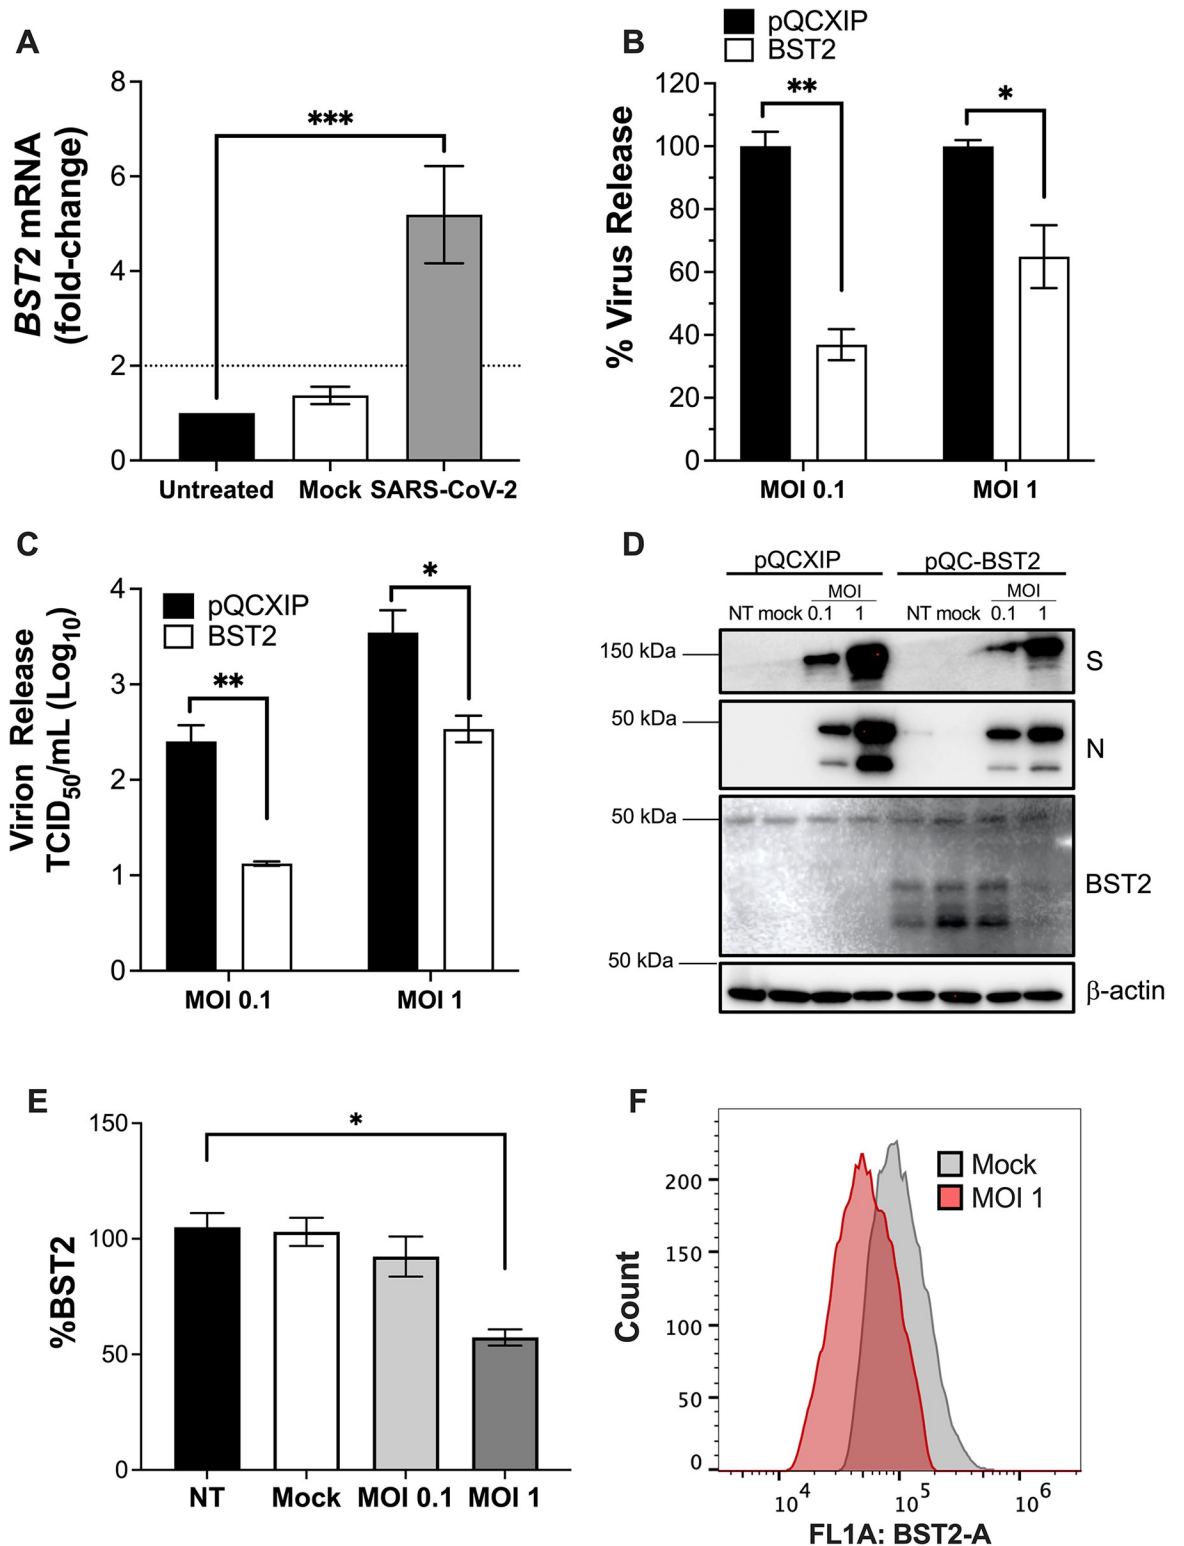 A
BST2 mRNA
(fold-change)
8
6
4
2
0
***
Untreated
Mock
SARS-CoV-2
B
pQCXIP
BST2
% Virus Release
120
100
80
60
40
20
0
**
*
MOI 0.1
MOI 1
C
Virion Release
TCID50/mL (Log10)
4
3
2
1
0
pQCXIP
BST2
**
*
MOI 0.1
MOI 1
D
pQCXIP
pQC-BST2
MOI
MOI
NT mock 0.1 1
NT mock 0.1 1
150 kDa
S
50 kDa
N
50 kDa
BST2
50 kDa
β-actin
E
%BST2
150
100
50
0
*
NT
Mock
MOI 0.1
MOI 1
F
Count
200
150
100
50
0
Mock
MOI 1
10^4
10^5
10^6
FL1A: BST2-A